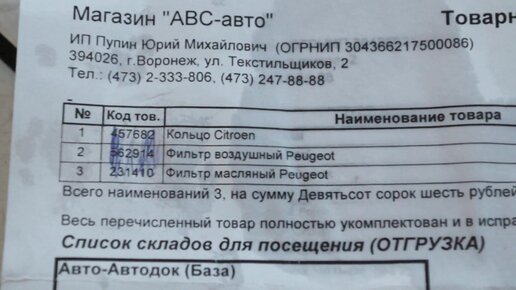 Магазин "АВС-авто" Товарн
ИП Пупин Юрий Михайлович (ОГРНИП 304366217500086)
394026, г.Воронеж, ул. Текстильщиков, 2
Тел.: (473) 2-333-806, (473) 247-88-88
№ Код тов. Наименование товара
1 457682 Кольцо Citroen
2 562914 Фильтр воздушный Peugeot
3 231410 Фильтр масляный Peugeot
Всего наименований 3, на сумму Девятьсот сорок шесть рублей
Весь перечисленный товар полностью укомплектован и в испра
Список складов для посещения (ОТГРУЗКА)
Авто-Автодок (База)